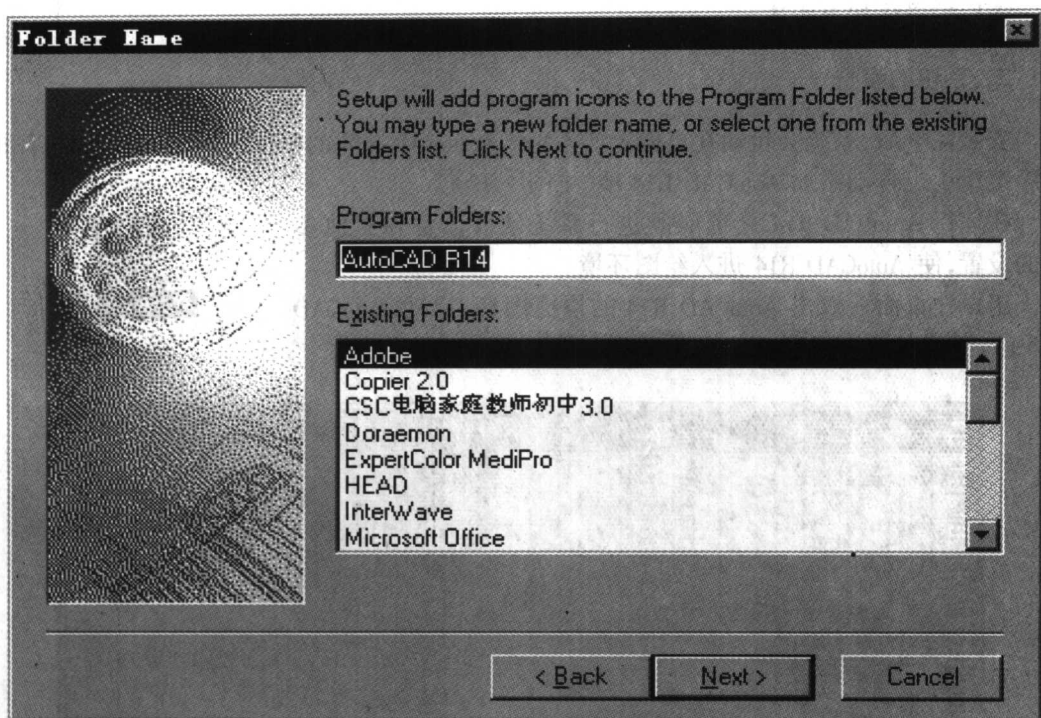 Folder Name
Setup will add program icons to the Program Folder listed below.
You may type a new folder name, or select one from the existing
Folders list. Click Next to continue.
Program Folders:
AutoCAD R14
Existing Folders:
Adobe
Copier 2.0
CSC电脑家庭教师初中3.0
Doraemon
ExpertColor MediPro
HEAD
InterWave
Microsoft Office
< Back
Next >
Cancel